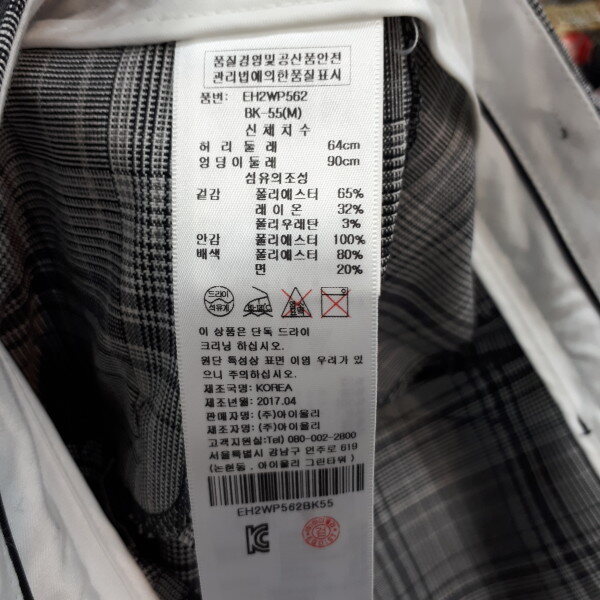 품질경영및공산품안전
관리법에의한품질표시
품번: EH2WP562
BK-55(M)
신체치수
허리둘레 64cm
엉덩이둘레 90cm
섬유의조성
겉감 폴리에스터 65%
레이온 32%
폴리우레탄 3%
안감 폴리에스터 100%
배색 폴리에스터 80%
면 20%
드라이
석유계
이 상품은 단독 드라이
크리닝 하십시오.
원단 특성상 표면 이염 우려가 있
으니 주의하십시오.
제조국명: KOREA
제조년월: 2017.04
판매자명: (주)아이올리
제조자명: (주)아이올리
고객지원실: Tel) 080-002-2800
서울특별시 강남구 언주로 619
(논현동, 아이올리 그린타워)
EH2WP562BK55